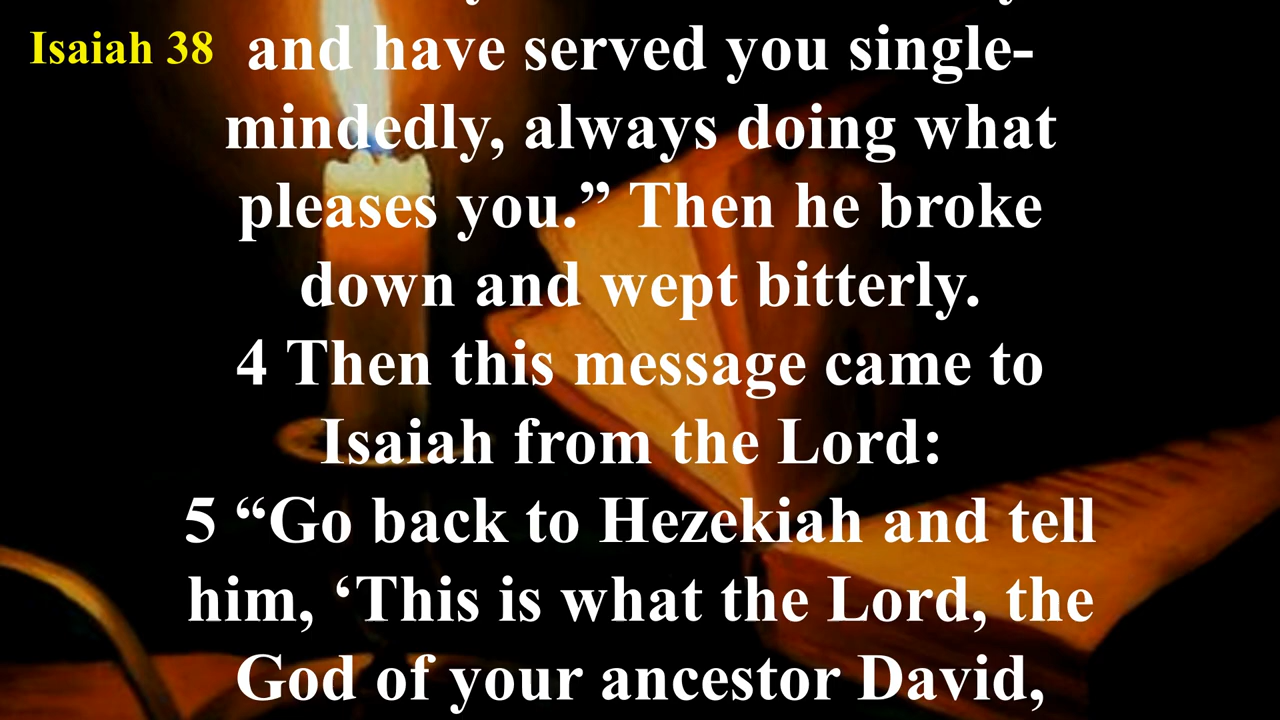 Isaiah 38
and have served you single-
mindedly, always doing what
pleases you.” Then he broke
down and wept bitterly.
4 Then this message came to
Isaiah from the Lord:
5 “Go back to Hezekiah and tell
him, ‘This is what the Lord, the
God of your ancestor David,